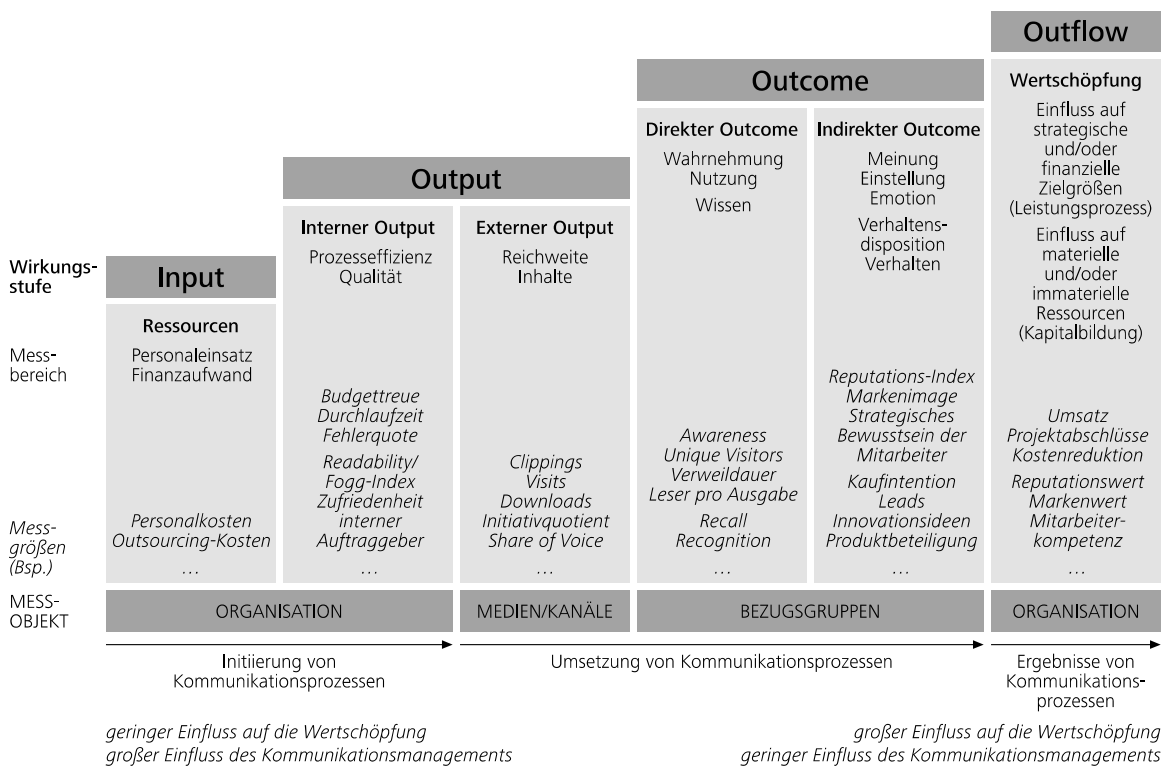 Outflow
Wertschöpfung
Einfluss auf
strategische
und/oder
finanzielle
Zielgrößen
(Leistungsprozess)
Einfluss auf
materielle
und/oder
immaterielle
Ressourcen
(Kapitalbildung)
Umsatz
Projektabschlüsse
Kostenreduktion
Reputationswert
Markenwert
Mitarbeiter-
kompetenz
...
Outcome
Direkter Outcome
Wahrnehmung
Nutzung
Wissen
Awareness
Unique Visitors
Verweildauer
Leser pro Ausgabe
Recall
Recognition
...
Indirekter Outcome
Meinung
Einstellung
Emotion
Verhaltens-
disposition
Verhalten
Reputations-Index
Markenimage
Strategisches
Bewusstsein der
Mitarbeiter
Kaufintention
Leads
Innovationsideen
Produktbeteiligung
...
Output
Interner Output
Prozesseffizienz
Qualität
Budgettreue
Durchlaufzeit
Fehlerquote
Readability/
Fogg-Index
Zufriedenheit
interner
Auftraggeber
...
Externer Output
Reichweite
Inhalte
Clippings
Visits
Downloads
Initiativquotient
Share of Voice
...
Wirkungs-
stufe
Input
Ressourcen
Mess-
bereich
Personaleinsatz
Finanzaufwand
Mess-
größen
(Bsp.)
Personalkosten
Outsourcing-Kosten
...
MESS-
OBJEKT
ORGANISATION
MEDIEN/KANÄLE
BEZUGSGRUPPEN
ORGANISATION
Initiierung von
Kommunikationsprozessen
Umsetzung von Kommunikationsprozessen
Ergebnisse von
Kommunikations-
prozessen
geringer Einfluss auf die Wertschöpfung
großer Einfluss des Kommunikationsmanagements
großer Einfluss auf die Wertschöpfung
geringer Einfluss des Kommunikationsmanagements